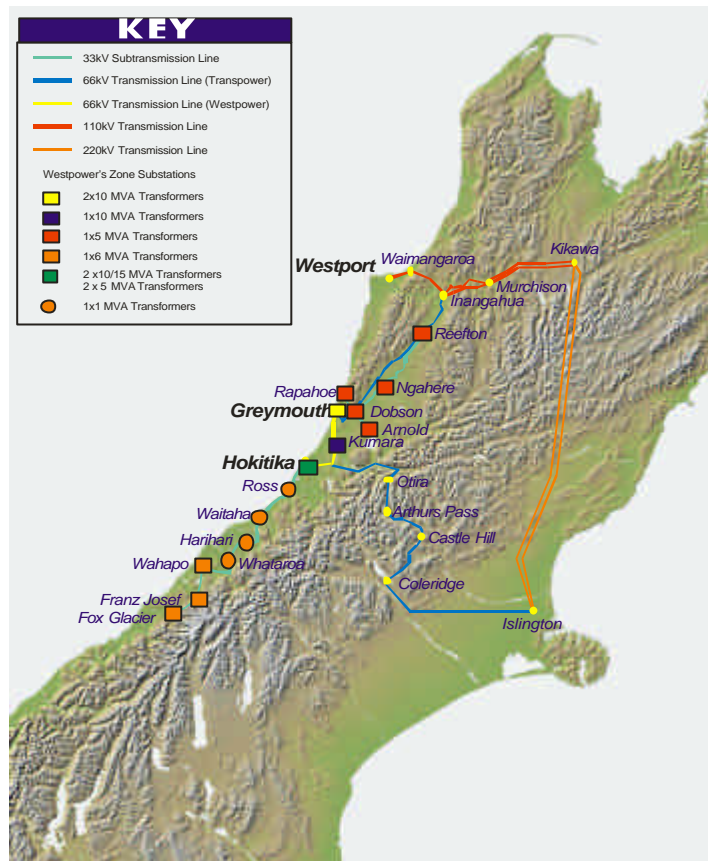 KEY
33kV Subtransmission Line
66kV Transmission Line (Transpower)
66kV Transmission Line (Westpower)
110kV Transmission Line
220kV Transmission Line
Westpower's Zone Substations
2x10 MVA Transformers
1x10 MVA Transformers
1x5 MVA Transformers
1x6 MVA Transformers
2 x10/15 MVA Transformers
2 x 5 MVA Transformers
1x1 MVA Transformers
Westport
Waimangaroa
Kikawa
Murchison
Inangahua
Reefton
Rapahoe
Ngahere
Greymouth
Dobson
Arnold
Kumara
Hokitika
Ross
Otira
Waitaha
Arthurs Pass
Harihari
Castle Hill
Wahapo
Whataroa
Coleridge
Franz Josef
Fox Glacier
Islington